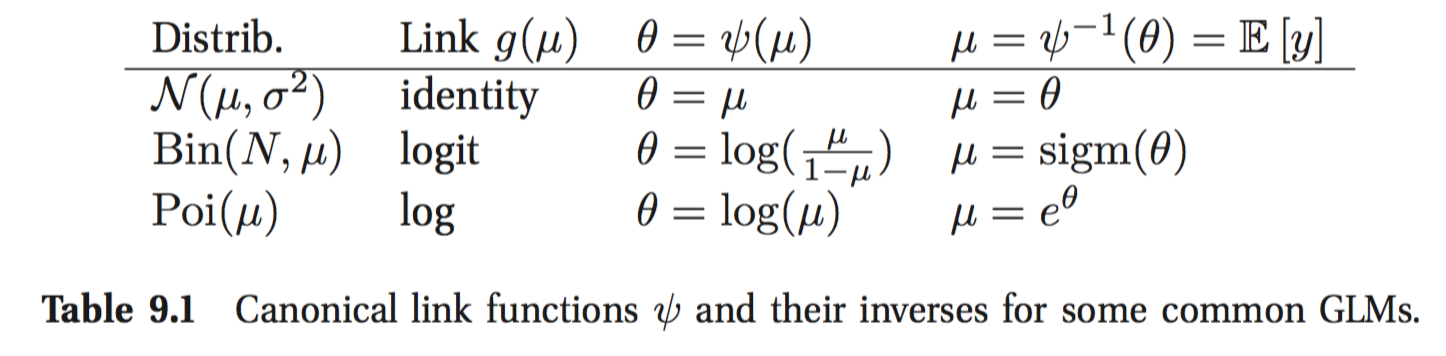 Distrib. Link g(μ) θ = ψ(μ) μ = ψ⁻¹(θ) = 𝔼 [y]
𝒩(μ, σ²) identity θ = μ μ = θ
Bin(N, μ) logit θ = log(μ/(1−μ)) μ = sigm(θ)
Poi(μ) log θ = log(μ) μ = e^θ
Table 9.1 Canonical link functions ψ and their inverses for some common GLMs.